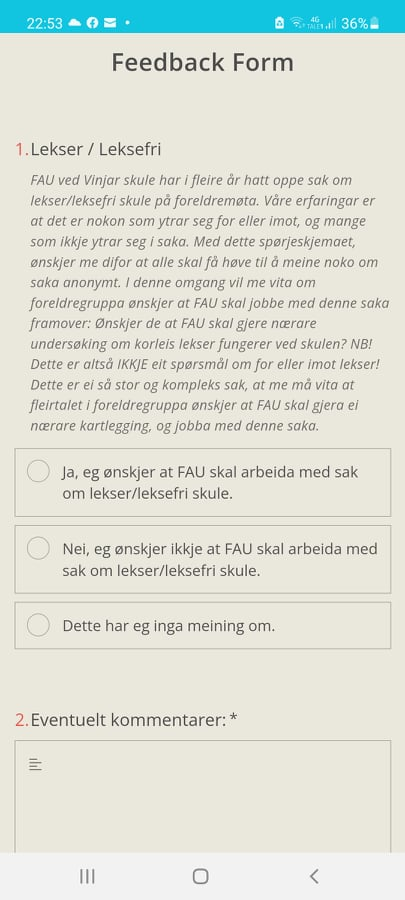 22:53
4G
36%
Feedback Form
1. Lekser / Leksefri
FAU ved Vinjar skule har i fleire år hatt oppe sak om
lekser/leksefri skule på foreldremøta. Våre erfaringar er
at det er nokon som ytrar seg for eller imot, og mange
som ikkje ytrar seg i saka. Med dette spørjeskjemaet,
ønskjer me difor at alle skal få høve til å meine noko om
saka anonymt. I denne omgang vil me vita om
foreldregruppa ønskjer at FAU skal jobbe med denne saka
framover: Ønskjer de at FAU skal gjere nærare
undersøking om korleis lekser fungerer ved skulen? NB!
Dette er altså IKKJE eit spørsmål om for eller imot lekser!
Dette er ei så stor og kompleks sak, at me må vita at
fleirtalet i foreldregruppa ønskjer at FAU skal gjera ei
nærare kartlegging, og jobba med denne saka.
Ja, eg ønskjer at FAU skal arbeida med sak
om lekser/leksefri skule.
Nei, eg ønskjer ikkje at FAU skal arbeida med
sak om lekser/leksefri skule.
Dette har eg inga meining om.
2. Eventuelt kommentarer: *